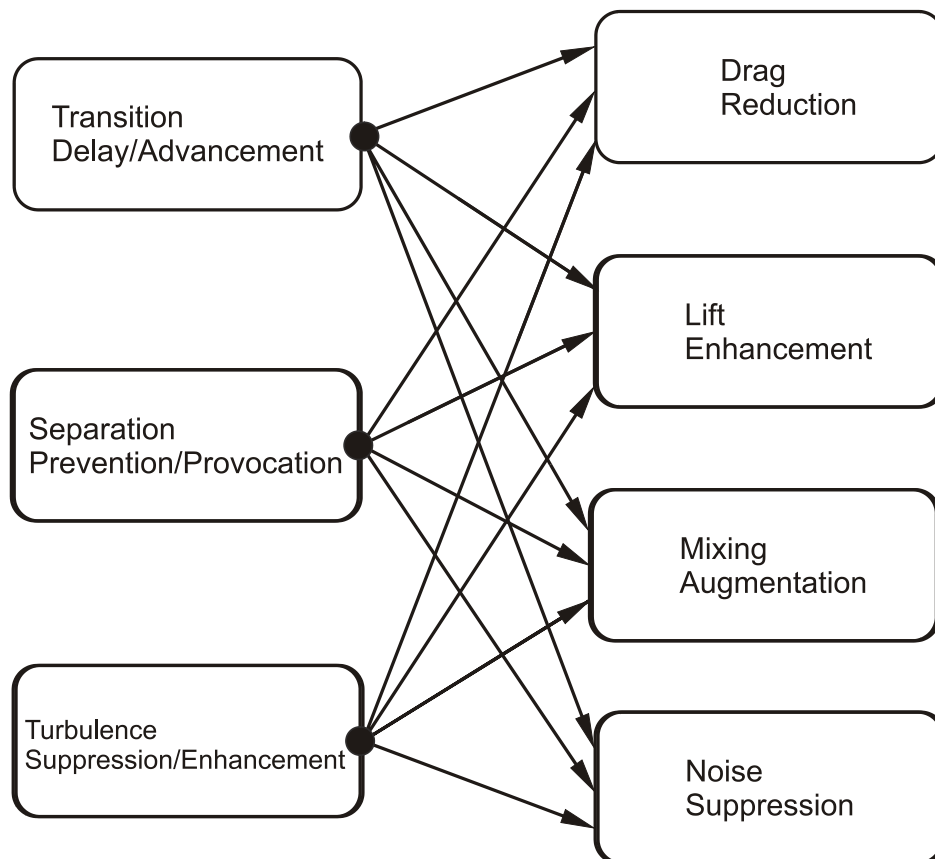 Transition
Delay/Advancement
Separation
Prevention/Provocation
Turbulence
Suppression/Enhancement
Drag
Reduction
Lift
Enhancement
Mixing
Augmentation
Noise
Suppression